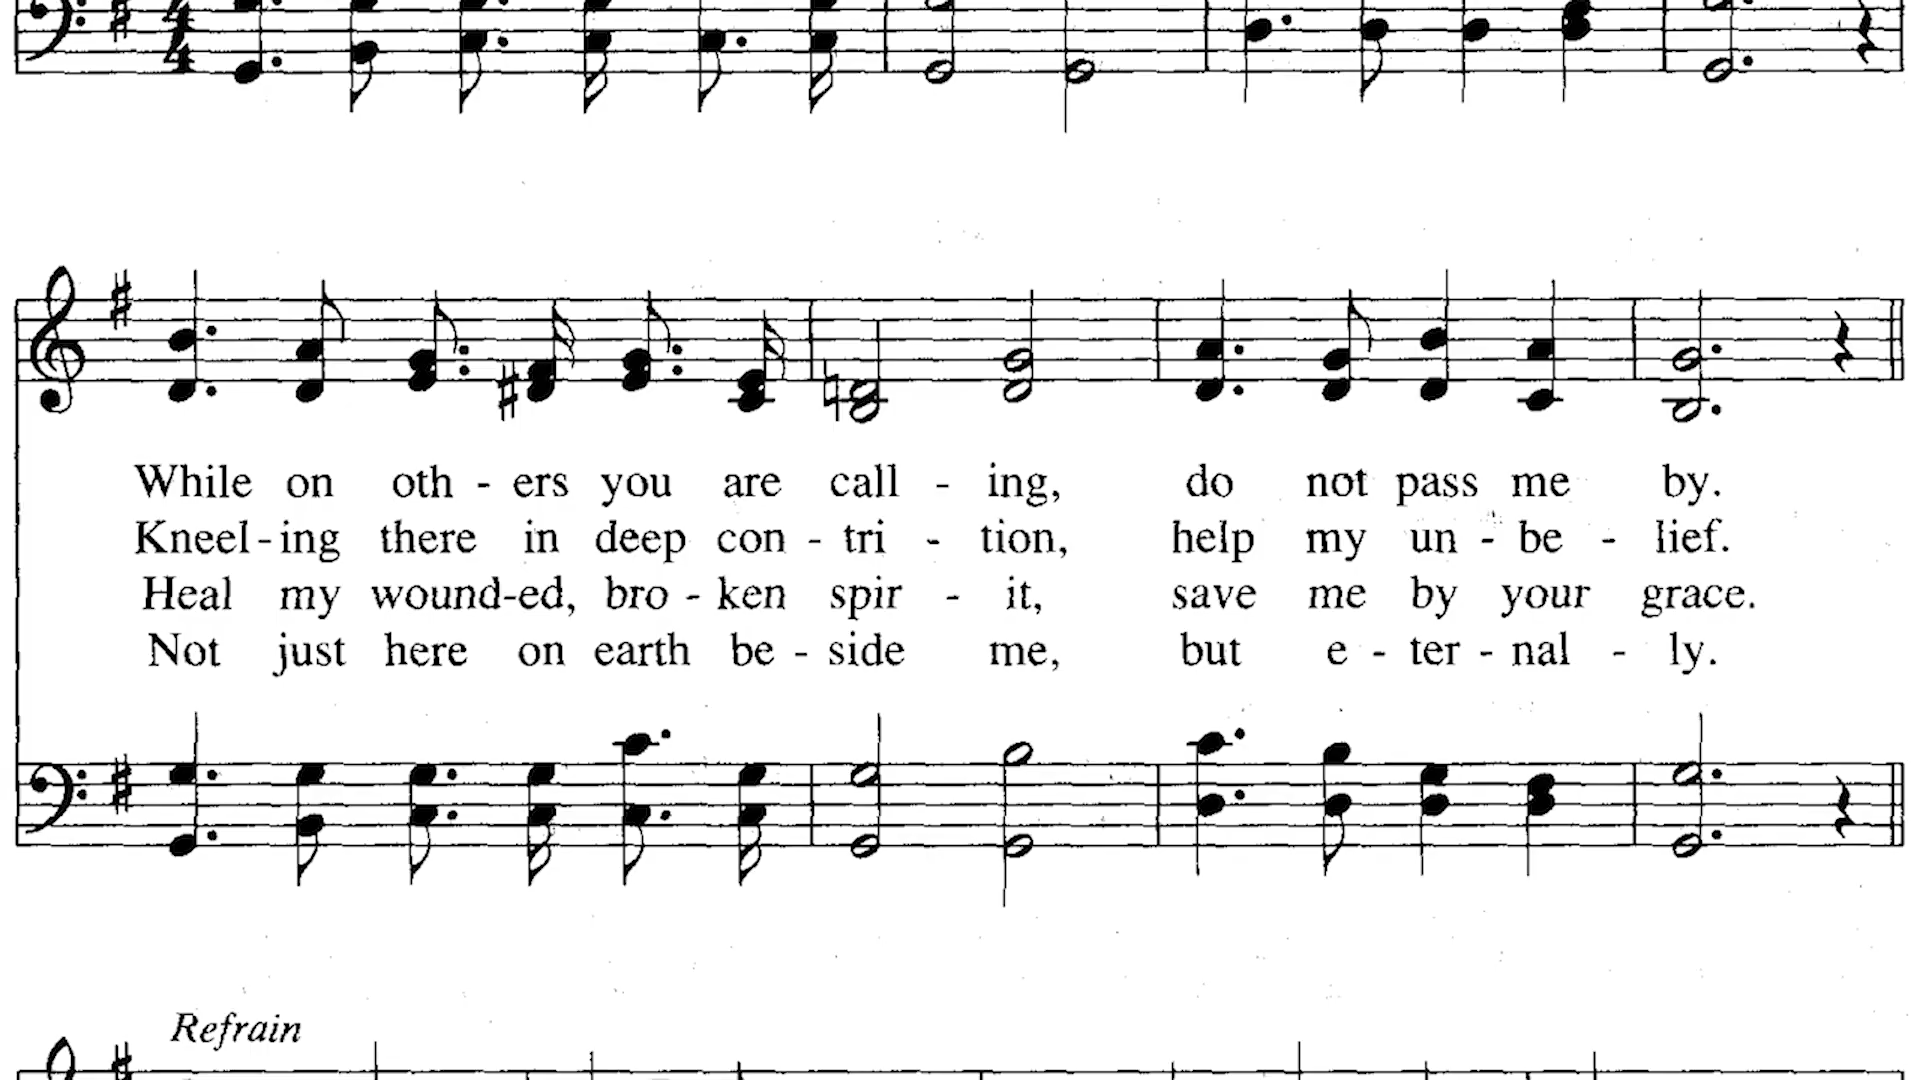 4
4
While on oth - ers you are call - ing, do not pass me by.
Kneel - ing there in deep con - tri - tion, help my un - be - lief.
Heal my wound-ed, bro - ken spir - it, save me by your grace.
Not just here on earth be - side me, but e - ter - nal - ly.
Refrain